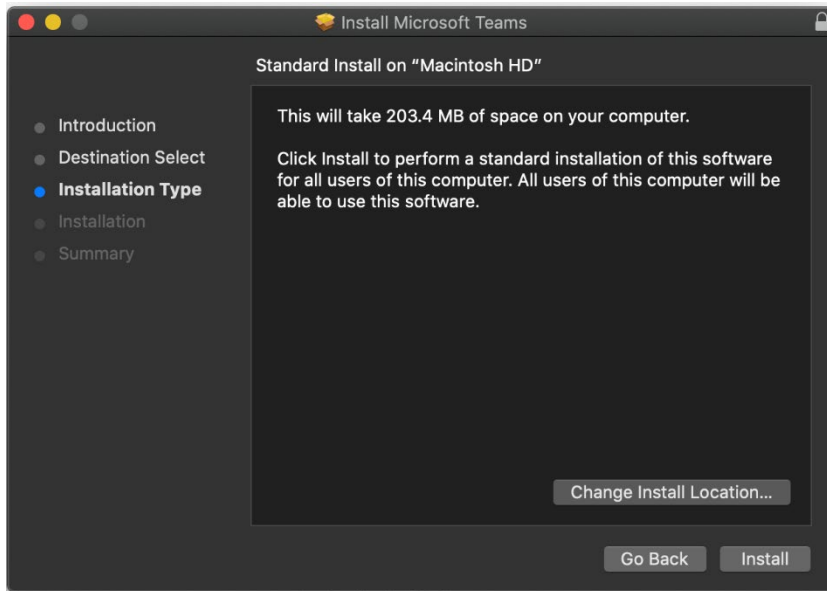 Install Microsoft Teams
Standard Install on “Macintosh HD”
Introduction
Destination Select
Installation Type
Installation
Summary
This will take 203.4 MB of space on your computer.
Click Install to perform a standard installation of this software
for all users of this computer. All users of this computer will be
able to use this software.
Change Install Location...
Go Back
Install